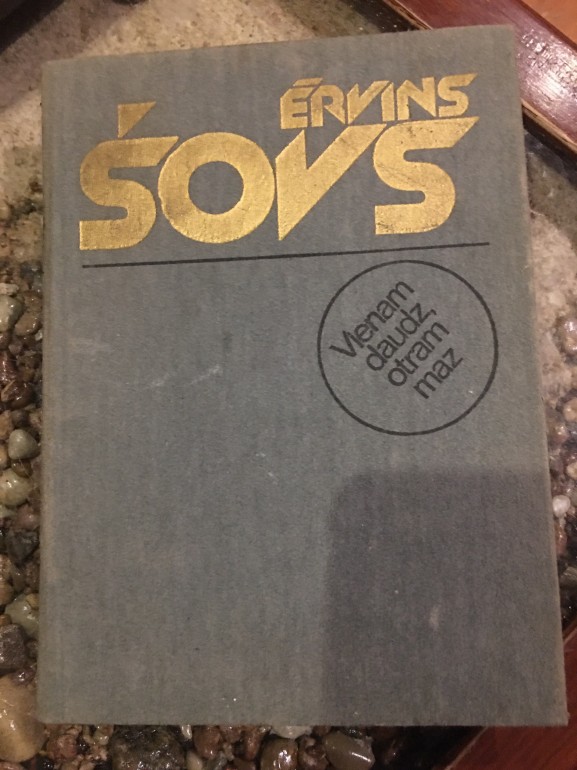 ĒRVINS
ŠOVS
Vienam
daudz,
otram
maz